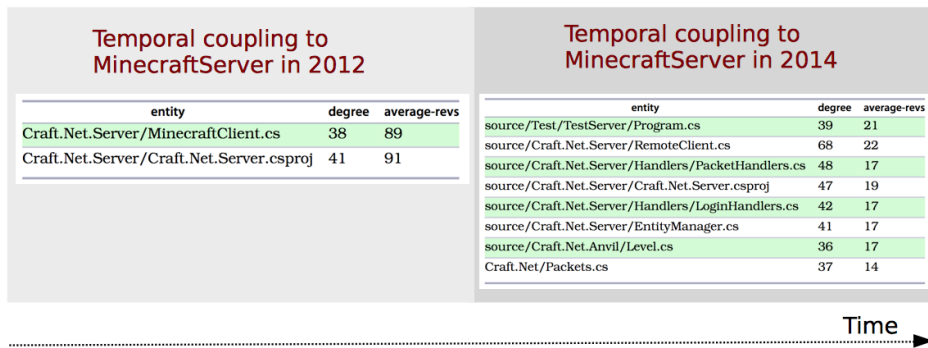 Temporal coupling to
MinecraftServer in 2012
entity degree average-revs
Craft.Net.Server/MinecraftClient.cs 38 89
Craft.Net.Server/Craft.Net.Server.csproj 41 91
Temporal coupling to
MinecraftServer in 2014
entity degree average-revs
source/Test/TestServer/Program.cs 39 21
source/Craft.Net.Server/RemoteClient.cs 68 22
source/Craft.Net.Server/Handlers/PacketHandlers.cs 48 17
source/Craft.Net.Server/Craft.Net.Server.csproj 47 19
source/Craft.Net.Server/Handlers/LoginHandlers.cs 42 17
source/Craft.Net.Server/EntityManager.cs 41 17
source/Craft.Net.Anvil/Level.cs 36 17
Craft.Net/Packets.cs 37 14
Time